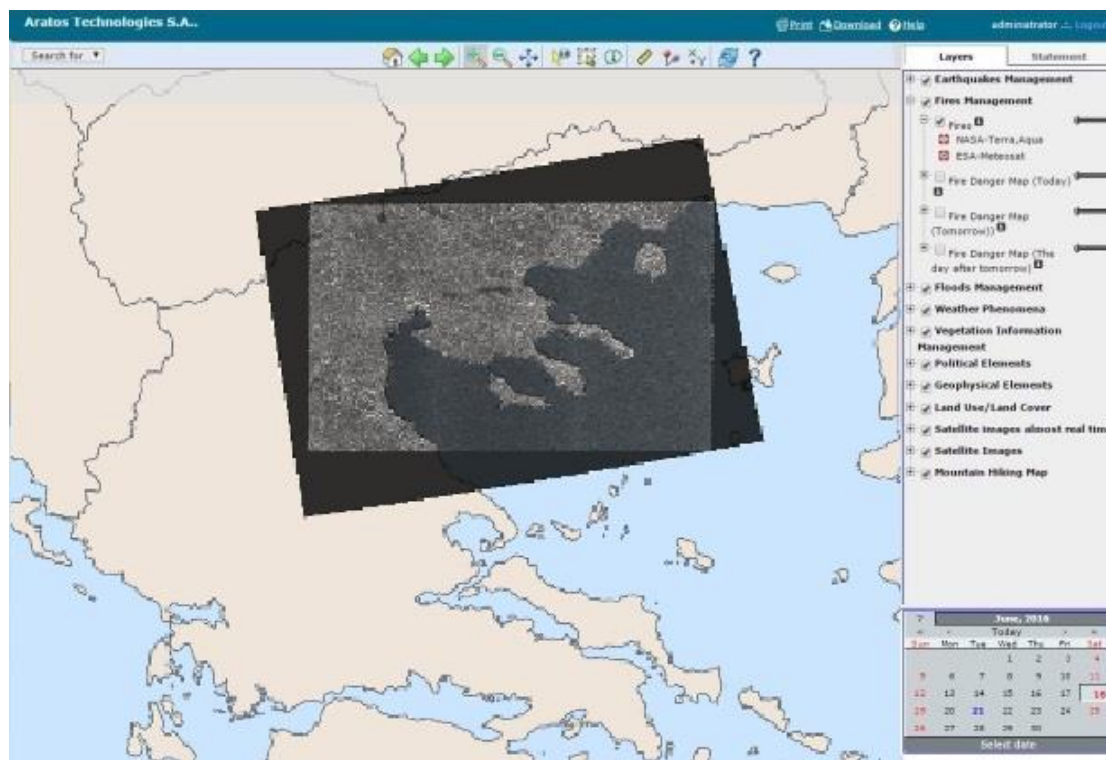 Aratos Technologies S.A..
Print Download Help
administrator .:. Logout
Search for
Layers Statement
Earthquakes Management
Fires Management
Fires
NASA-Terra,Aqua
ESA-Meteosat
Fire Danger Map (Today)
Fire Danger Map
(Tomorrow))
Fire Danger Map (The
day after tomorrow)
Floods Management
Weather Phenomena
Vegetation Information
Management
Political Elements
Geophysical Elements
Land Use/Land Cover
Satellite images almost real tim
Satellite Images
Mountain Hiking Map
? June, 2016
« ‹ Today › »
Sun Mon Tue Wed Thu Fri Sat
1 2 3 4
5 6 7 8 9 10 11
12 13 14 15 16 17 18
19 20 21 22 23 24 25
26 27 28 29 30
Select date